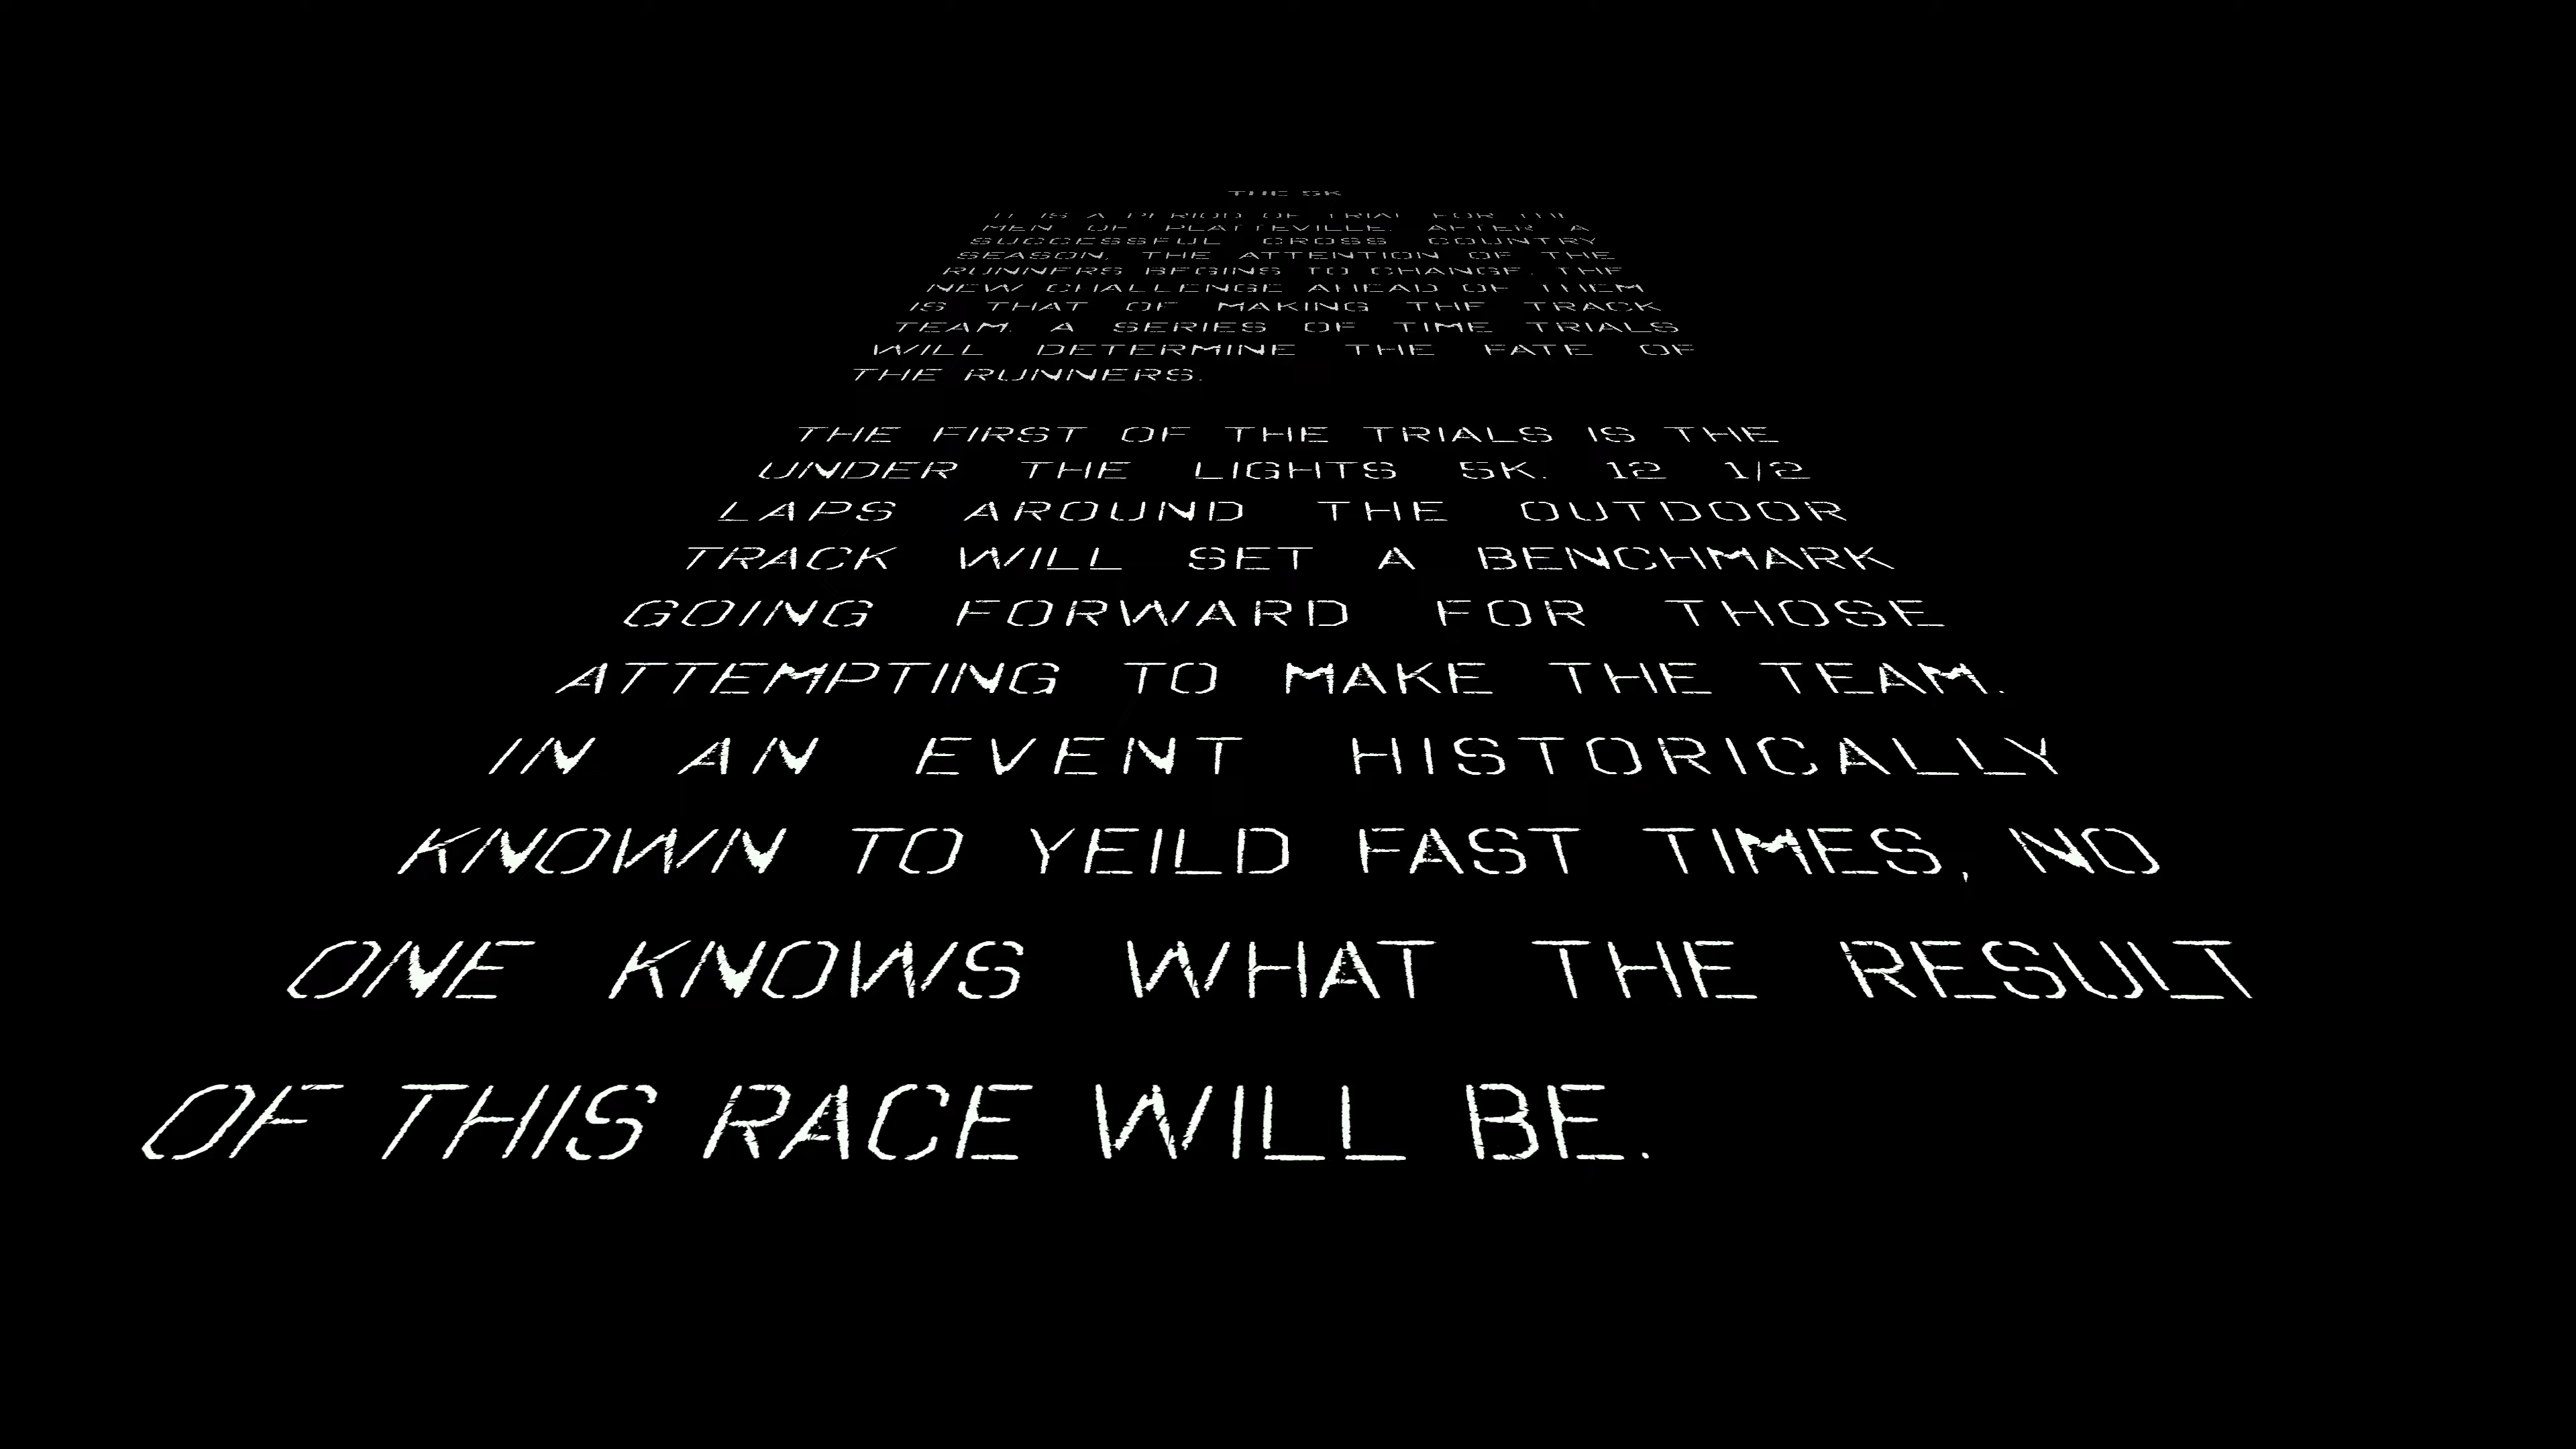 THE 5K
IT IS A PERIOD OF TRIAL FOR THE
MEN OF PLATTEVILLE. AFTER A
SUCCESSFUL CROSS COUNTRY
SEASON, THE ATTENTION OF THE
RUNNERS BEGINS TO CHANGE. THE
NEW CHALLENGE AHEAD OF THEM
IS THAT OF MAKING THE TRACK
TEAM. A SERIES OF TIME TRIALS
WILL DETERMINE THE FATE OF
THE RUNNERS.
THE FIRST OF THE TRIALS IS THE
UNDER THE LIGHTS 5K. 12 1/2
LAPS AROUND THE OUTDOOR
TRACK WILL SET A BENCHMARK
GOING FORWARD FOR THOSE
ATTEMPTING TO MAKE THE TEAM.
IN AN EVENT HISTORICALLY
KNOWN TO YEILD FAST TIMES, NO
ONE KNOWS WHAT THE RESULT
OF THIS RACE WILL BE.